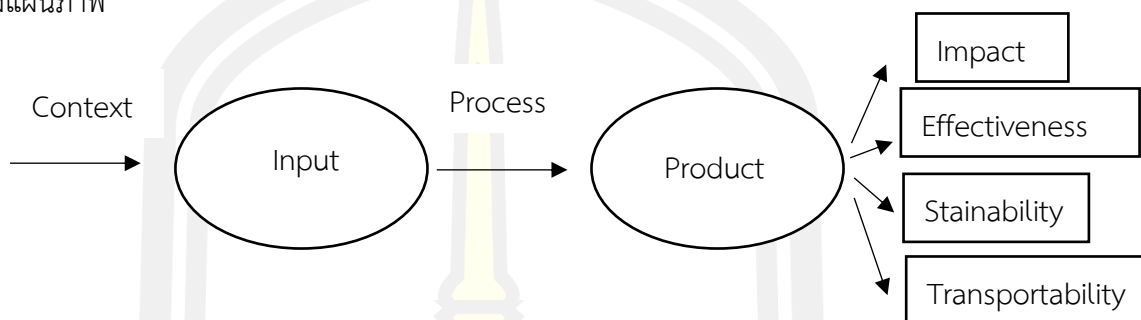 Context
Input
Process
Product
Impact
Effectiveness
Stainability
Transportability